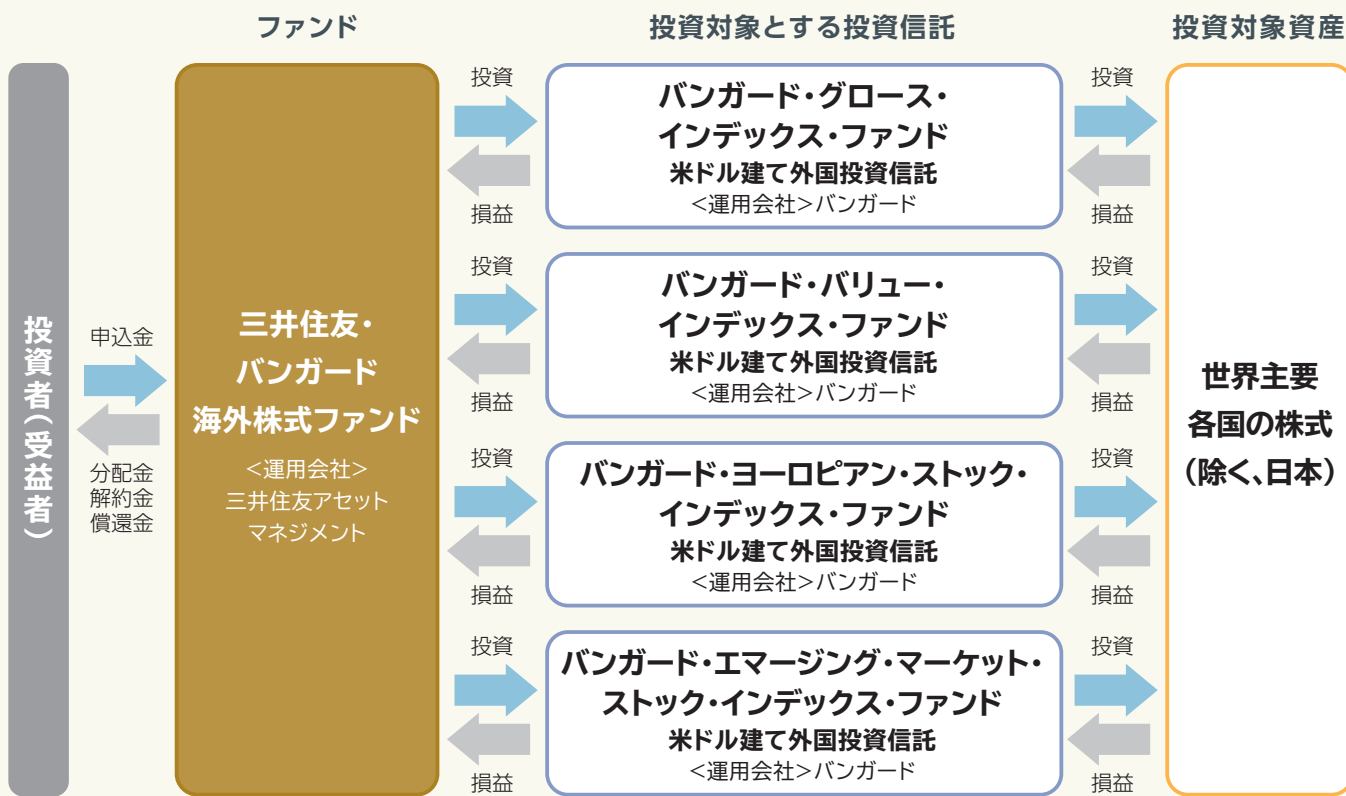 ファンド
投資対象とする投資信託
投資対象資産
投資者(受益者)
申込金
分配金
解約金
償還金
三井住友・
バンガード
海外株式ファンド
<運用会社>
三井住友アセット
マネジメント
投資
損益
バンガード・グロース・
インデックス・ファンド
米ドル建て外国投資信託
<運用会社>バンガード
投資
損益
投資
損益
バンガード・バリュー・
インデックス・ファンド
米ドル建て外国投資信託
<運用会社>バンガード
投資
損益
投資
損益
バンガード・ヨーロピアン・ストック・
インデックス・ファンド
米ドル建て外国投資信託
<運用会社>バンガード
投資
損益
投資
損益
バンガード・エマージング・マーケット・
ストック・インデックス・ファンド
米ドル建て外国投資信託
<運用会社>バンガード
投資
損益
世界主要
各国の株式
(除く、日本)